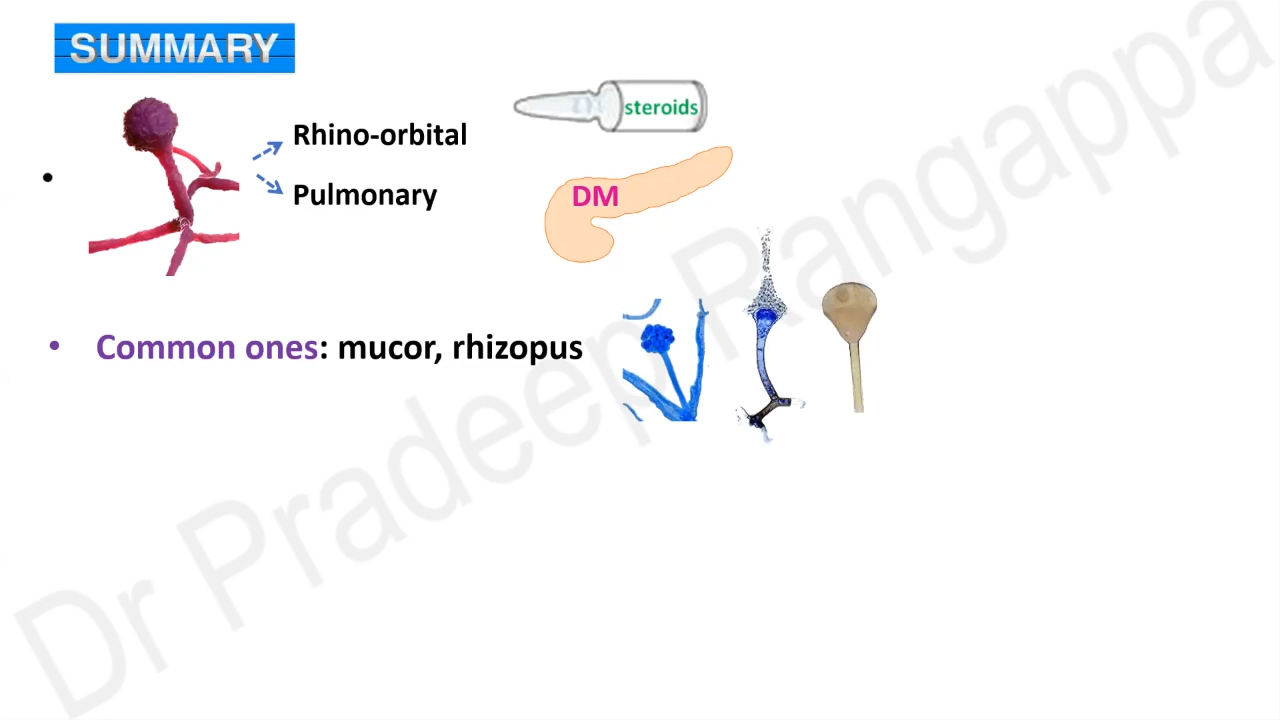 SUMMARY
steroids
Rhino-orbital
• 
Pulmonary
DM
• Common ones: mucor, rhizopus
Dr Pradeep Rangappa